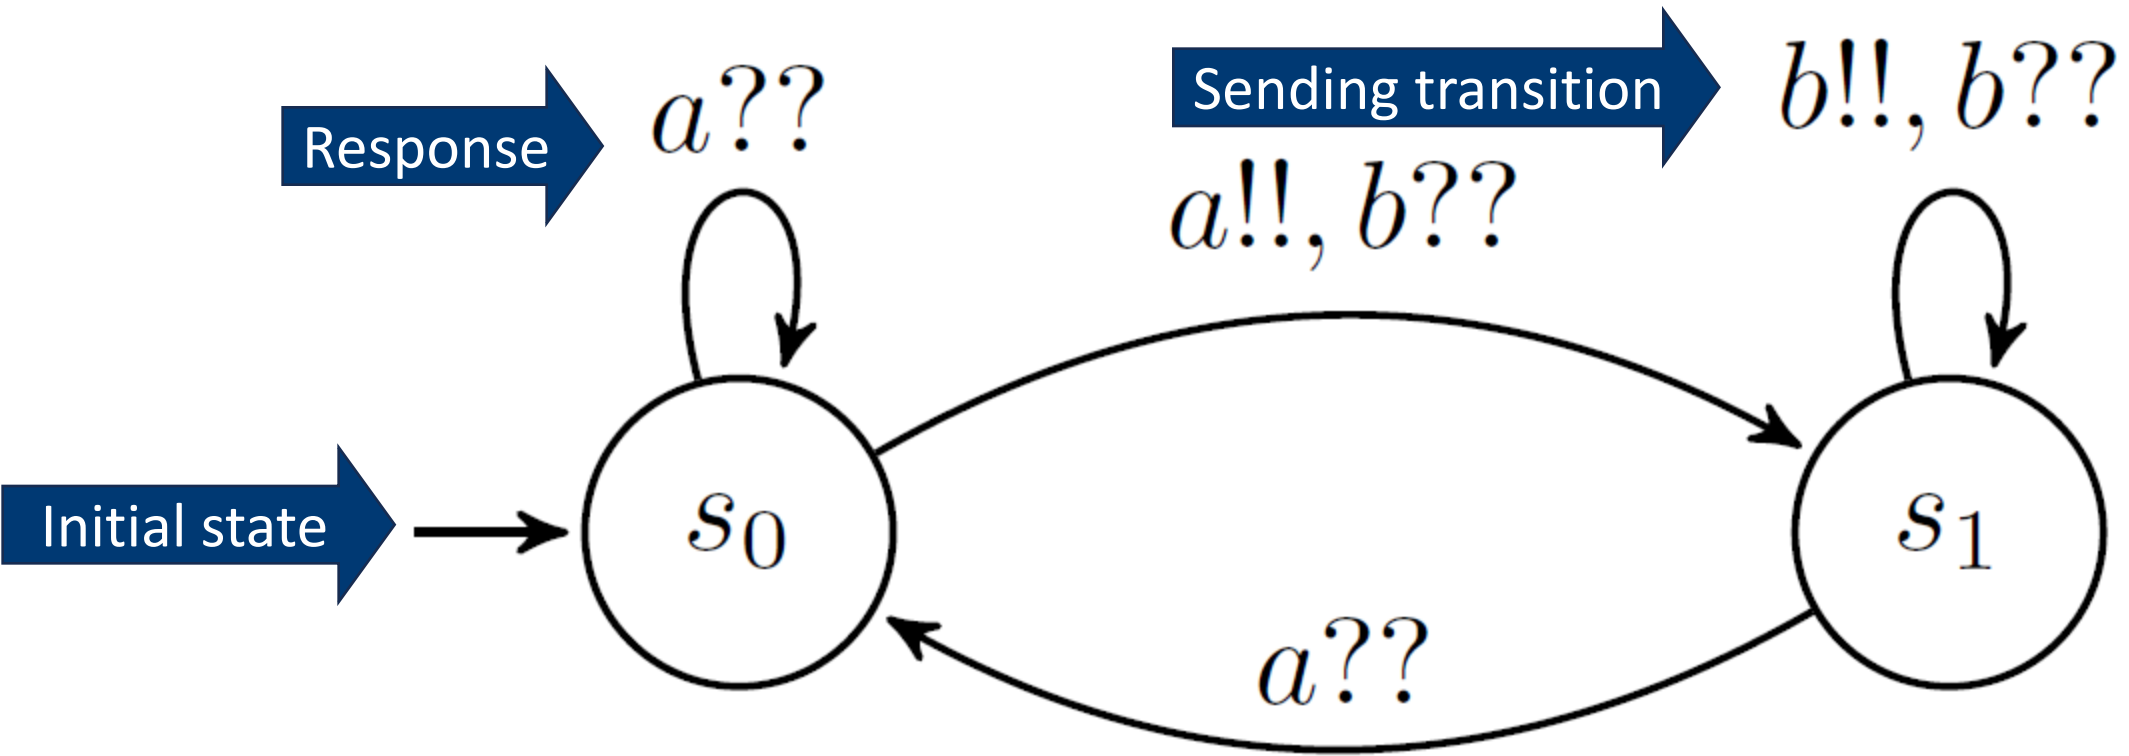 Sending transition
b!!, b??
Response
a??
a!!, b??
Initial state
s0
s1
a??